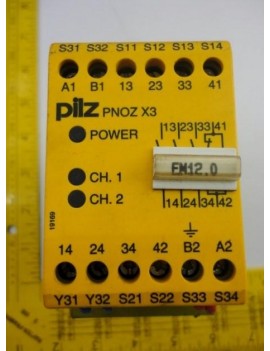 S31 S32 S11 S12 S13 S14
A1 B1 13 23 33 41
pilz PNOZ X3
POWER
13 23 33 41
CH. 1
EM12.0
CH. 2
14 24 34 42
19169
14 24 34 42 B2 A2
Y31 Y32 S21 S22 S33 S34